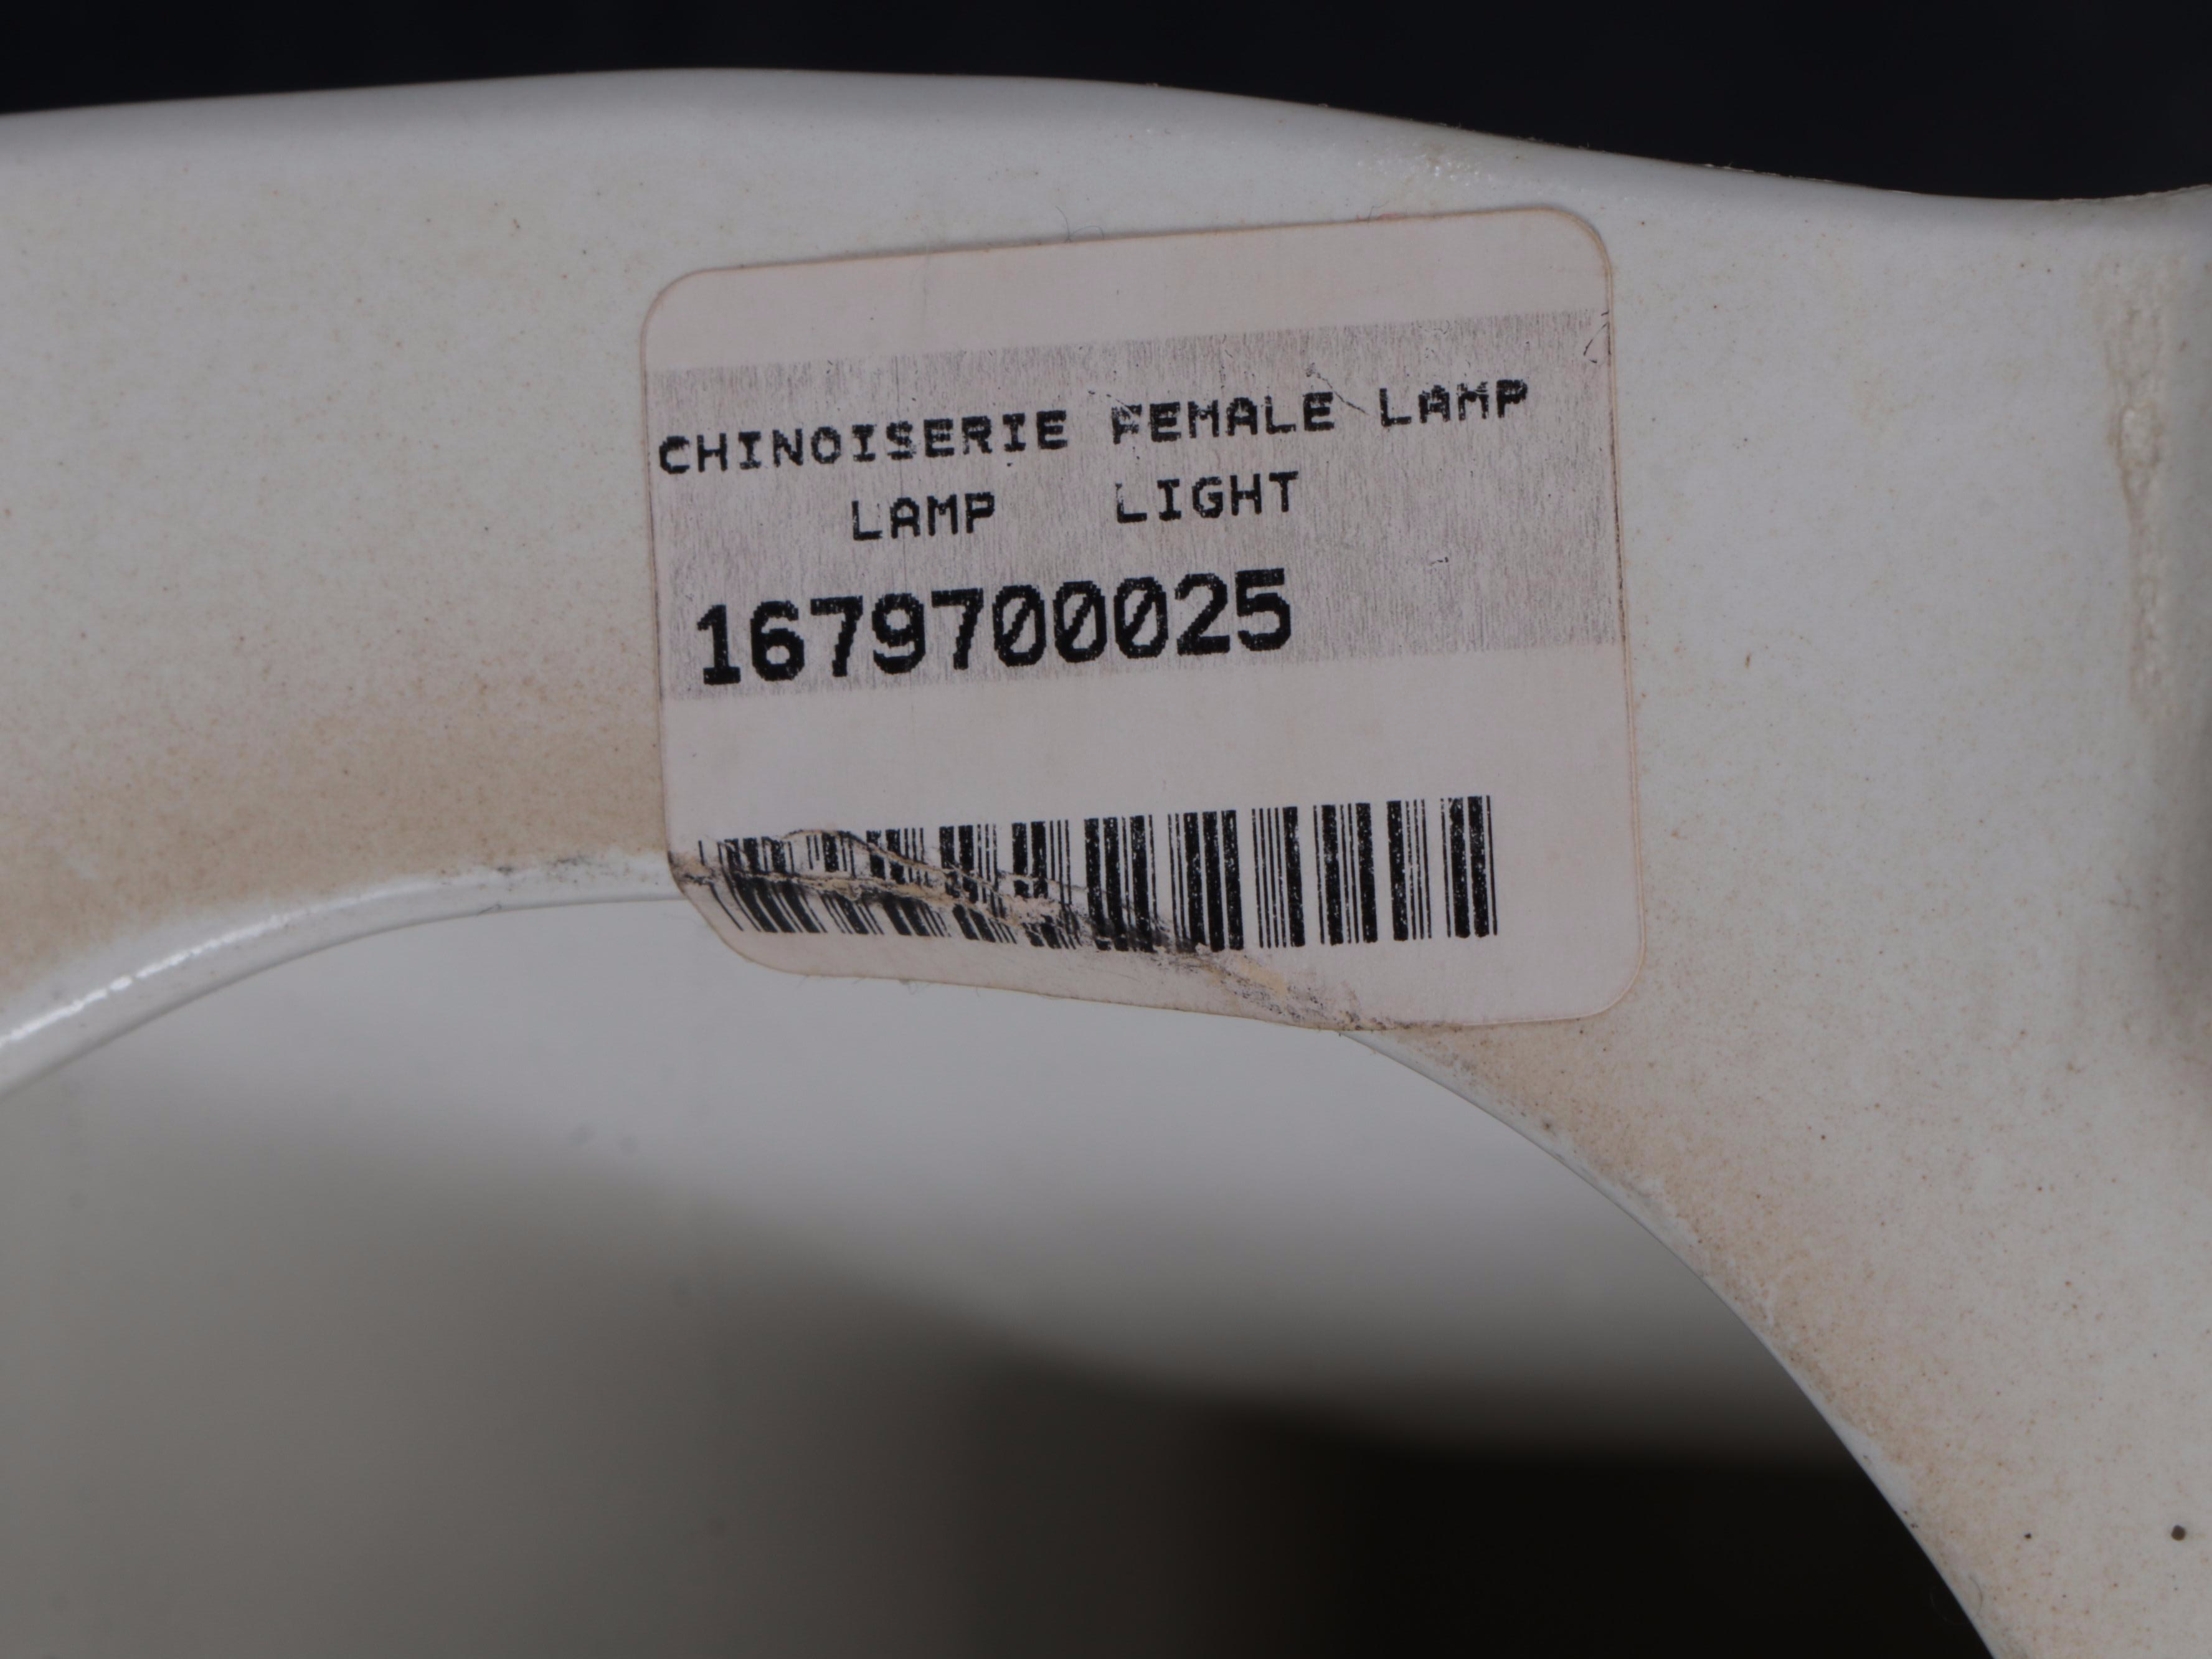 CHINOISERIE FEMALE LAMP
LAMP LIGHT
1679700025